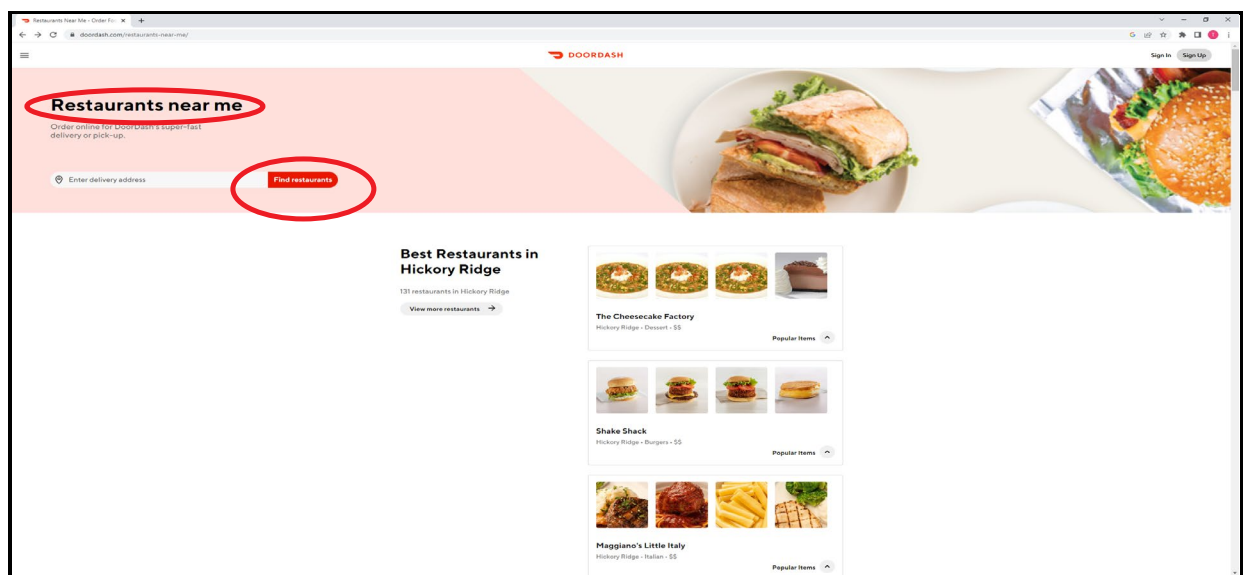 Restaurants Near Me - Order Fo
doordash.com/restaurants-near-me/
DOORDASH
Sign In Sign Up
Restaurants near me
Order online for DoorDash's super-fast
delivery or pick-up.
Enter delivery address Find restaurants
Best Restaurants in
Hickory Ridge
131 restaurants in Hickory Ridge
View more restaurants →
The Cheesecake Factory
Hickory Ridge • Dessert • $$
Popular Items
Shake Shack
Hickory Ridge • Burgers • $$
Popular Items
Maggiano's Little Italy
Hickory Ridge • Italian • $$
Popular Items